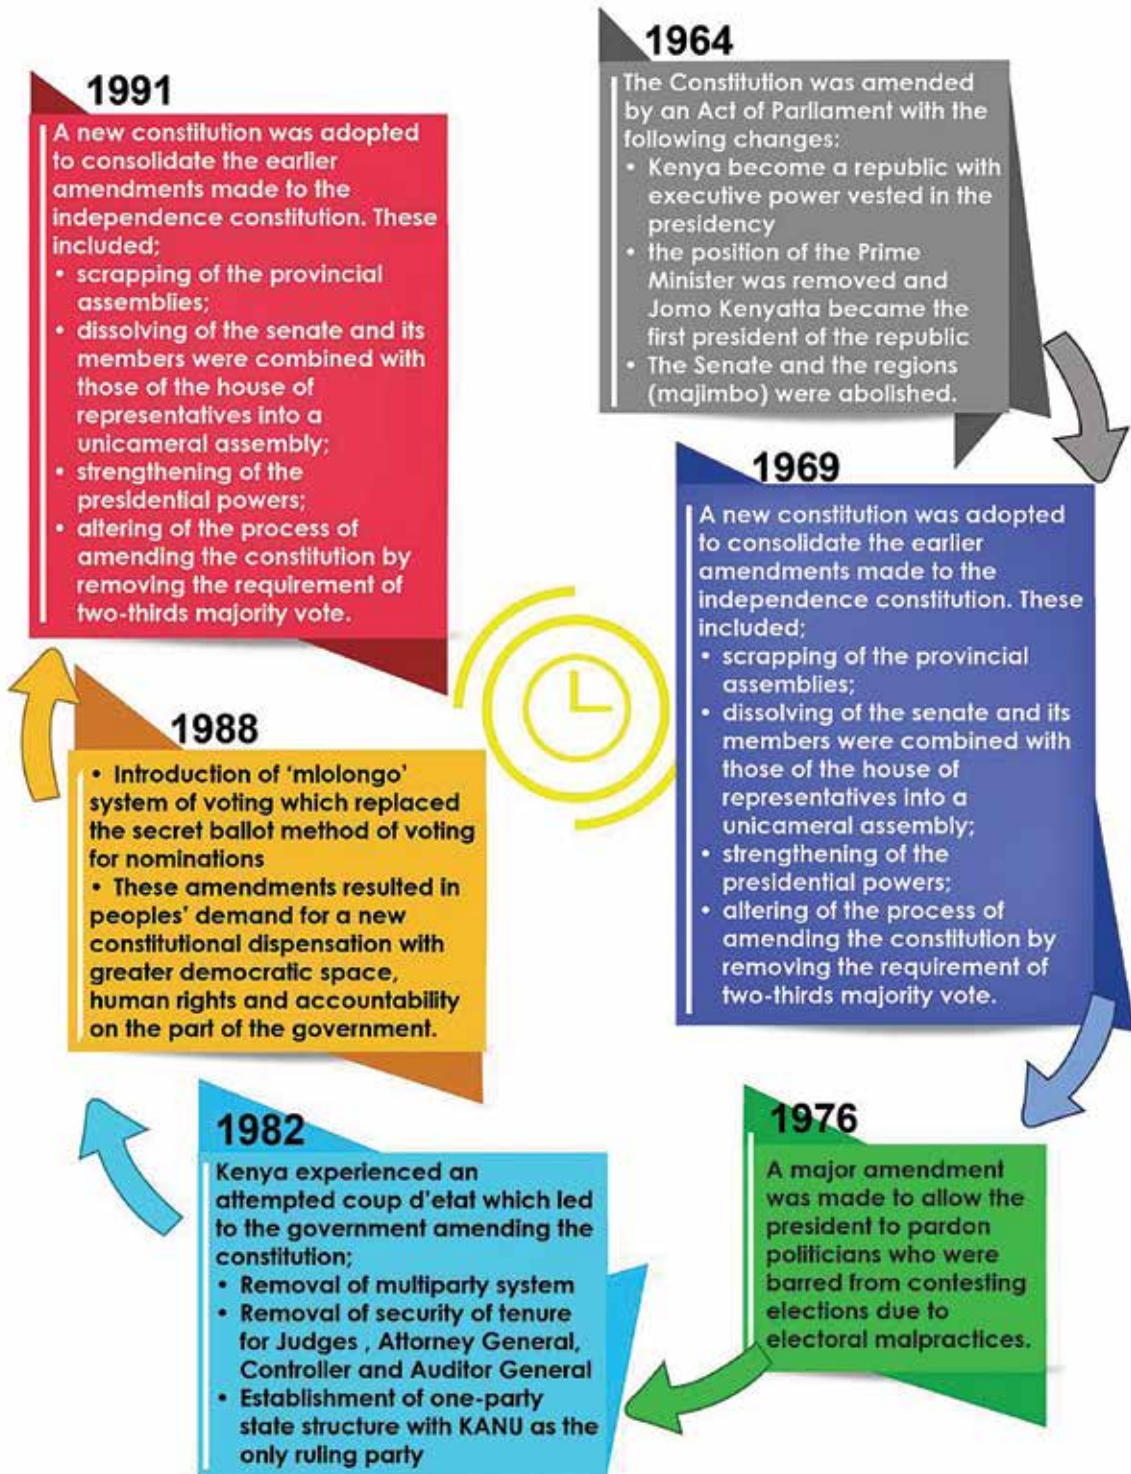 1964
The Constitution was amended
by an Act of Parliament with the
following changes:
• Kenya become a republic with
executive power vested in the
presidency
• the position of the Prime
Minister was removed and
Jomo Kenyatta became the
first president of the republic
• The Senate and the regions
(majimbo) were abolished.
1969
A new constitution was adopted
to consolidate the earlier
amendments made to the
independence constitution. These
included;
• scrapping of the provincial
assemblies;
• dissolving of the senate and its
members were combined with
those of the house of
representatives into a
unicameral assembly;
• strengthening of the
presidential powers;
• altering of the process of
amending the constitution by
removing the requirement of
two-thirds majority vote.
1976
A major amendment
was made to allow the
president to pardon
politicians who were
barred from contesting
elections due to
electoral malpractices.
1982
Kenya experienced an
attempted coup d'etat which led
to the government amending the
constitution;
• Removal of multiparty system
• Removal of security of tenure
for Judges , Attorney General,
Controller and Auditor General
• Establishment of one-party
state structure with KANU as the
only ruling party
1988
• Introduction of ‘mlolongo’
system of voting which replaced
the secret ballot method of voting
for nominations
• These amendments resulted in
peoples’ demand for a new
constitutional dispensation with
greater democratic space,
human rights and accountability
on the part of the government.
1991
A new constitution was adopted
to consolidate the earlier
amendments made to the
independence constitution. These
included;
• scrapping of the provincial
assemblies;
• dissolving of the senate and its
members were combined with
those of the house of
representatives into a
unicameral assembly;
• strengthening of the
presidential powers;
• altering of the process of
amending the constitution by
removing the requirement of
two-thirds majority vote.